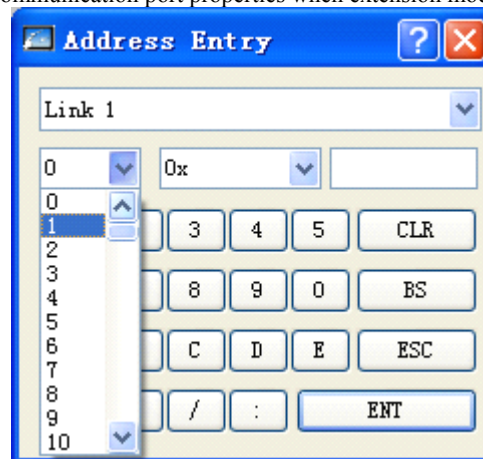 ommunication port properties when extension mod
Address Entry
Link 1
0 0x
0
1 3 4 5 CLR
2
3 8 9 0 BS
4
5
6 C D E ESC
7
8 / : ENT
9
10